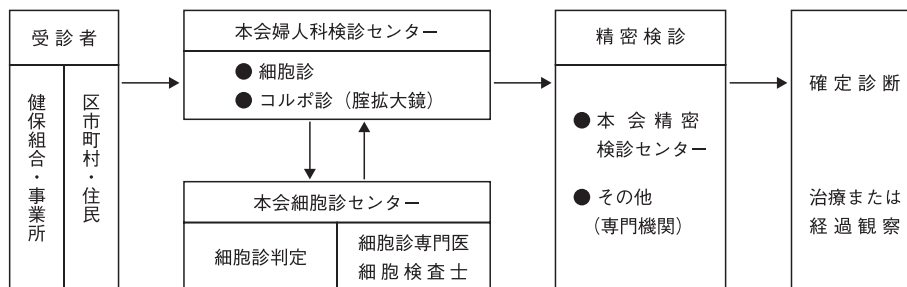 受診者
健保組合・事業所
区市町村・住民
本会婦人科検診センター
● 細胞診
● コルポ診（腟拡大鏡）
本会細胞診センター
細胞診判定
細胞診専門医
細胞検査士
精密検診
● 本会精密
検診センター
● その他
（専門機関）
確定診断
治療または
経過観察